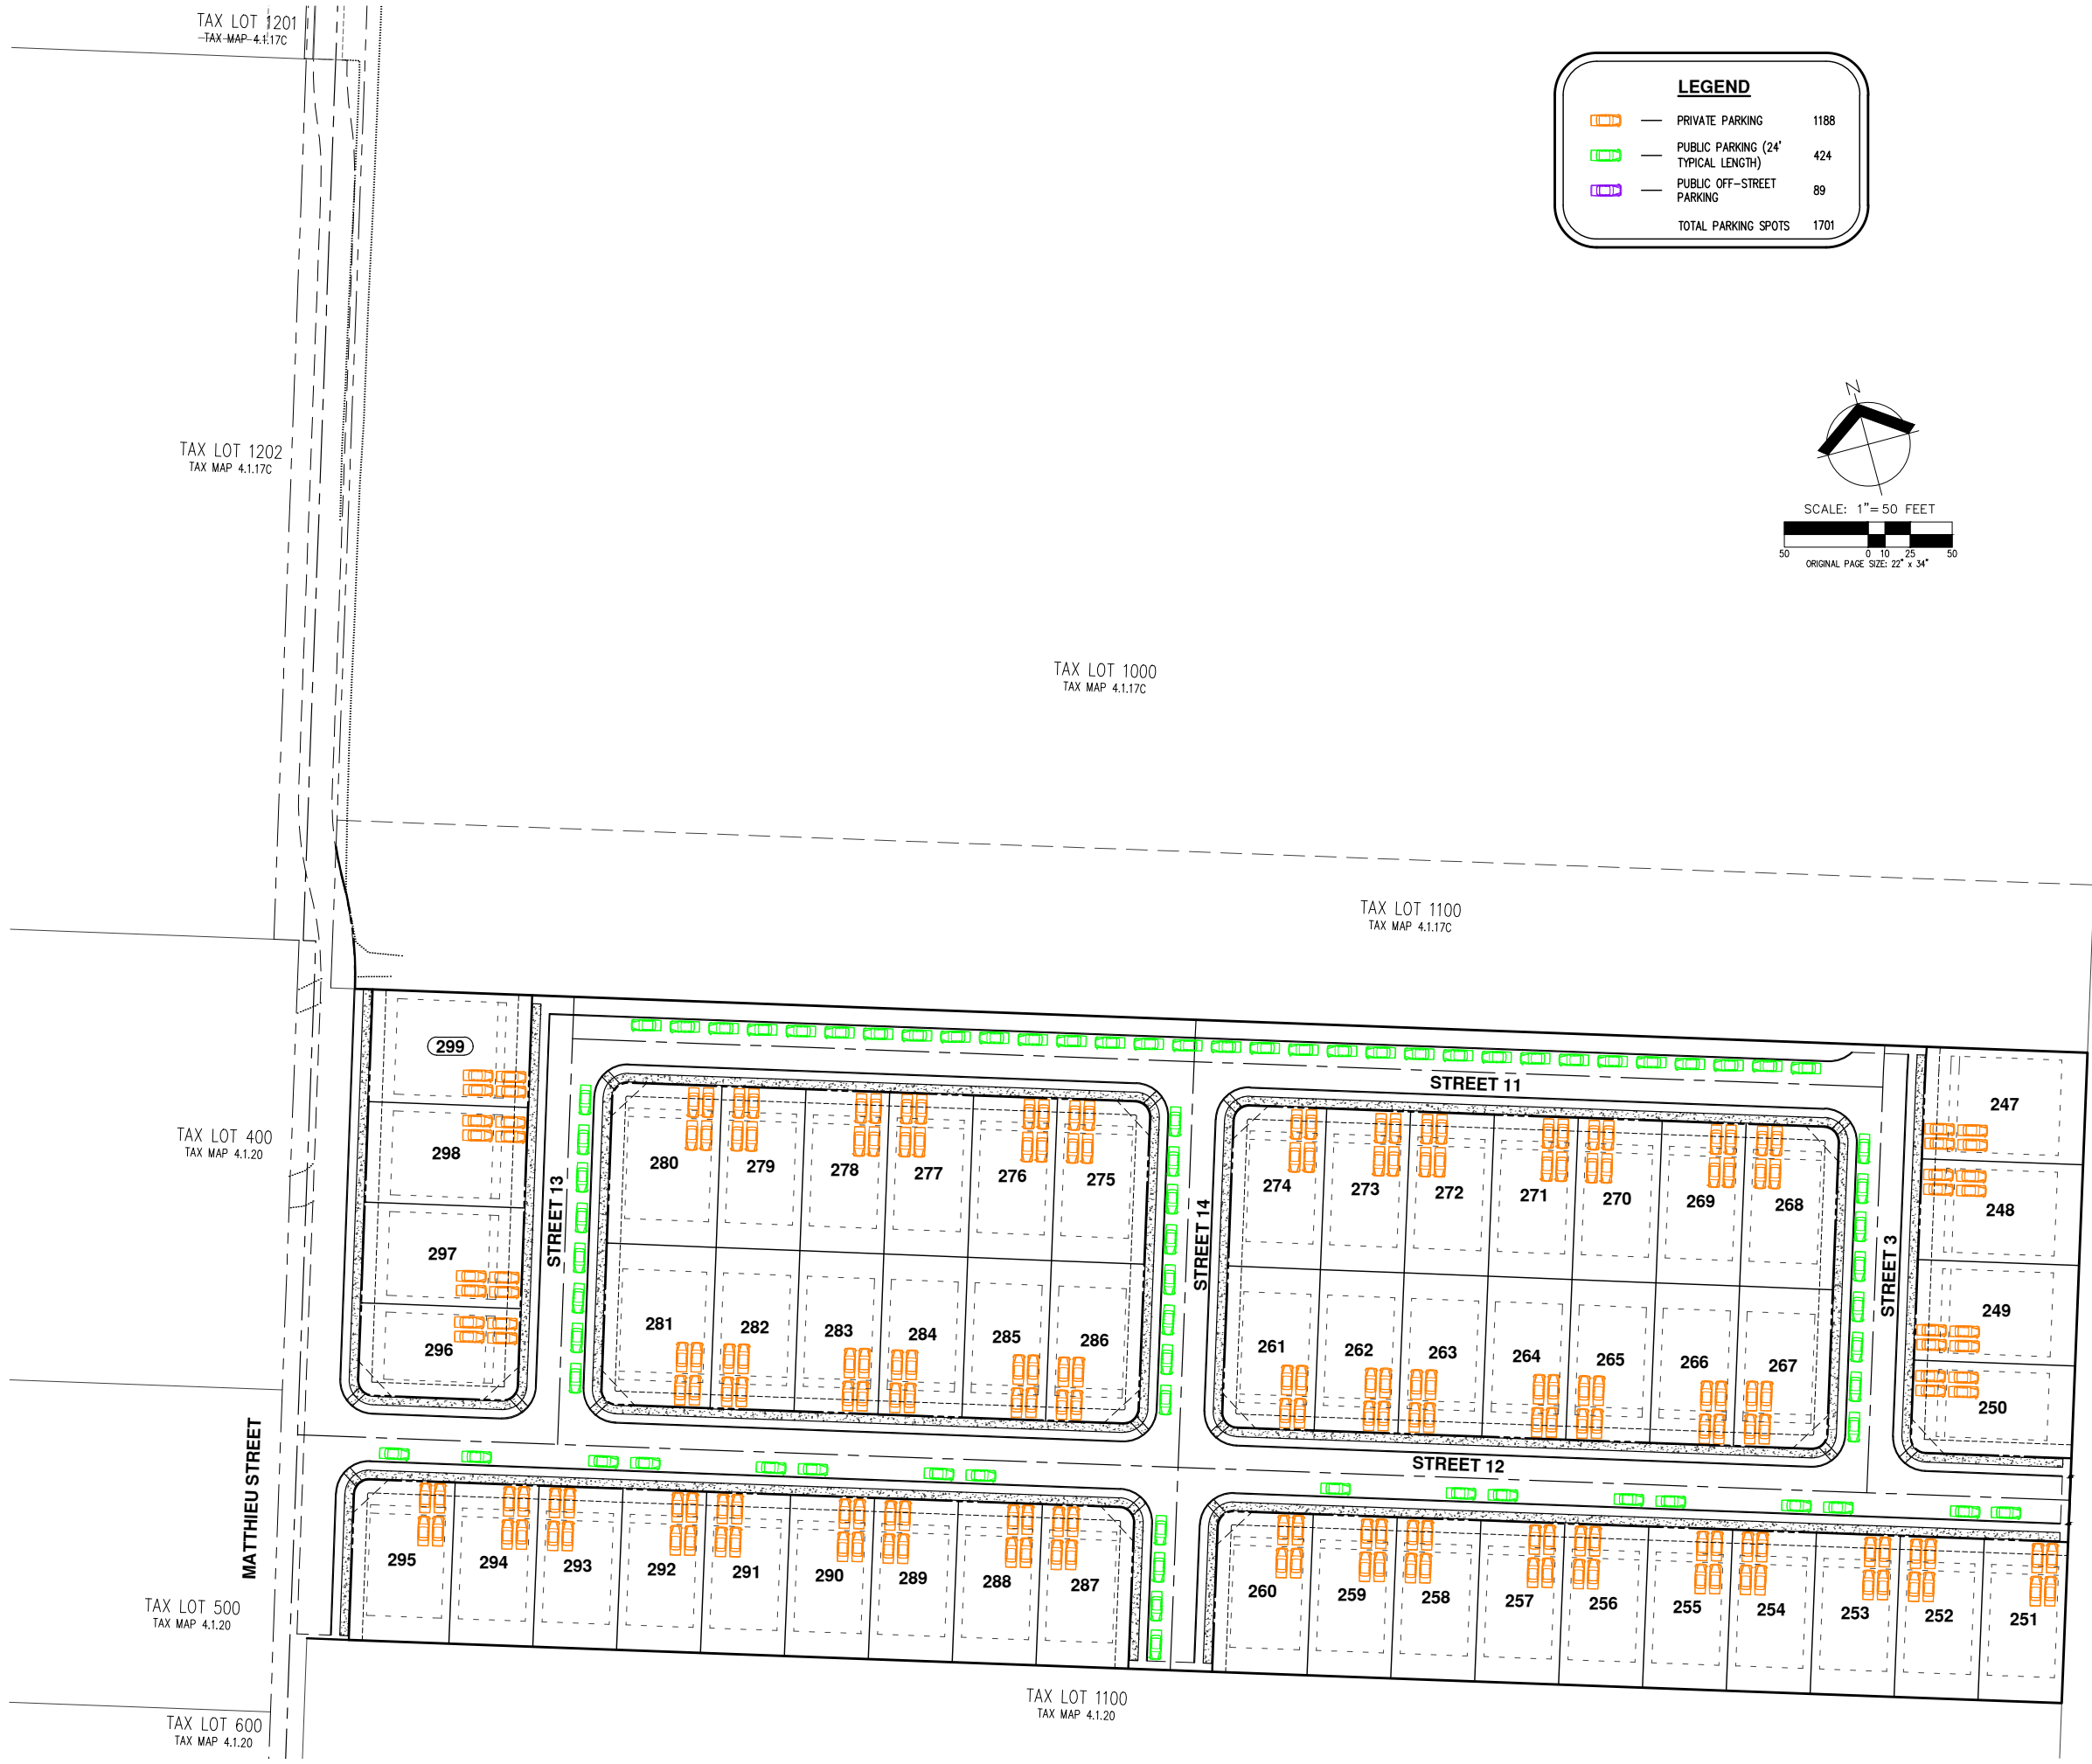 TAX LOT 1201
TAX MAP 4.1.17C
LEGEND
PRIVATE PARKING 1188
PUBLIC PARKING (24'
TYPICAL LENGTH) 424
PUBLIC OFF-STREET
PARKING 89
TOTAL PARKING SPOTS 1701
N
SCALE: 1"=50 FEET
50 0 10 25 50
ORIGINAL PAGE SIZE: 22" x 34"
TAX LOT 1202
TAX MAP 4.1.17C
TAX LOT 1000
TAX MAP 4.1.17C
TAX LOT 1100
TAX MAP 4.1.17C
299
STREET 11
247
TAX LOT 400
TAX MAP 4.1.20
298
280 279 278 277 276 275
274 273 272 271 270 269 268
248
STREET 13
STREET 14
STREET 3
297
249
296
281 282 283 284 285 286
261 262 263 264 265 266 267
250
MATTHIEU STREET
STREET 12
295 294 293 292 291 290 289 288 287
260 259 258 257 256 255 254 253 252 251
TAX LOT 500
TAX MAP 4.1.20
TAX LOT 1100
TAX MAP 4.1.20
TAX LOT 600
TAX MAP 4.1.20